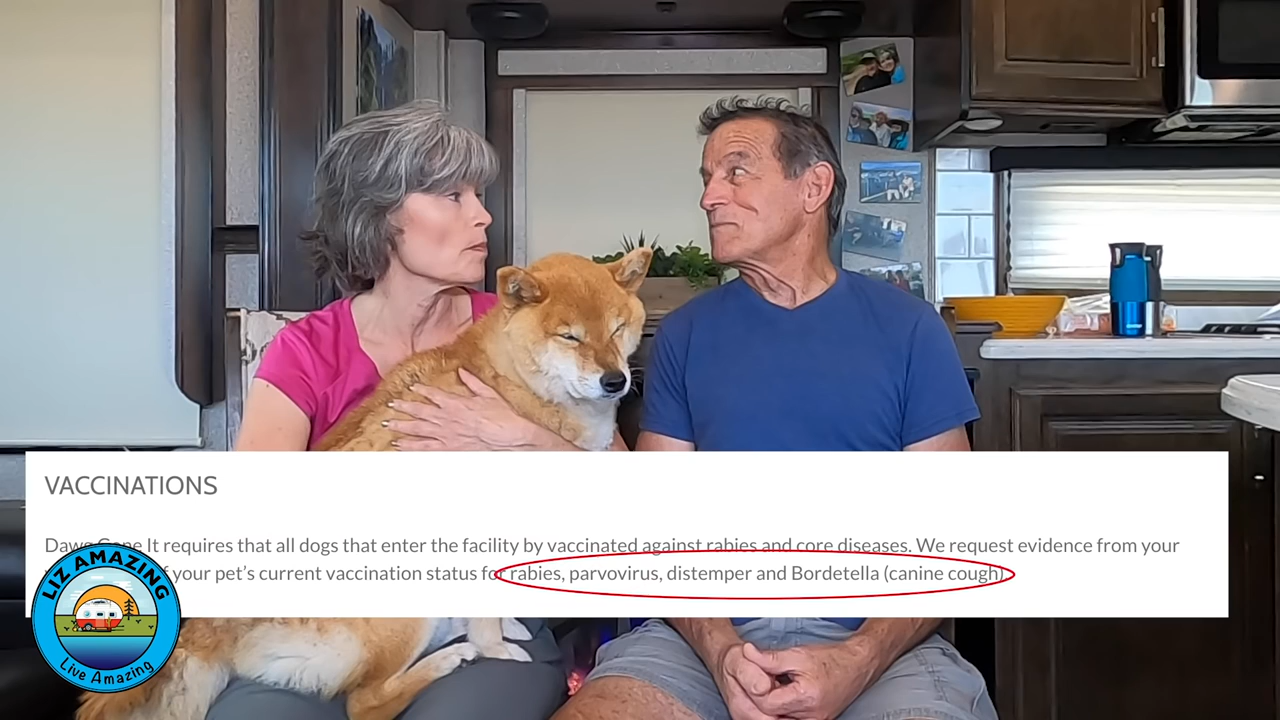 VACCINATIONS
Dawg Gone It requires that all dogs that enter the facility by vaccinated against rabies and core diseases. We request evidence from your
your pet's current vaccination status for rabies, parvovirus, distemper and Bordetella (canine cough)
LIZ AMAZING
Live Amazing